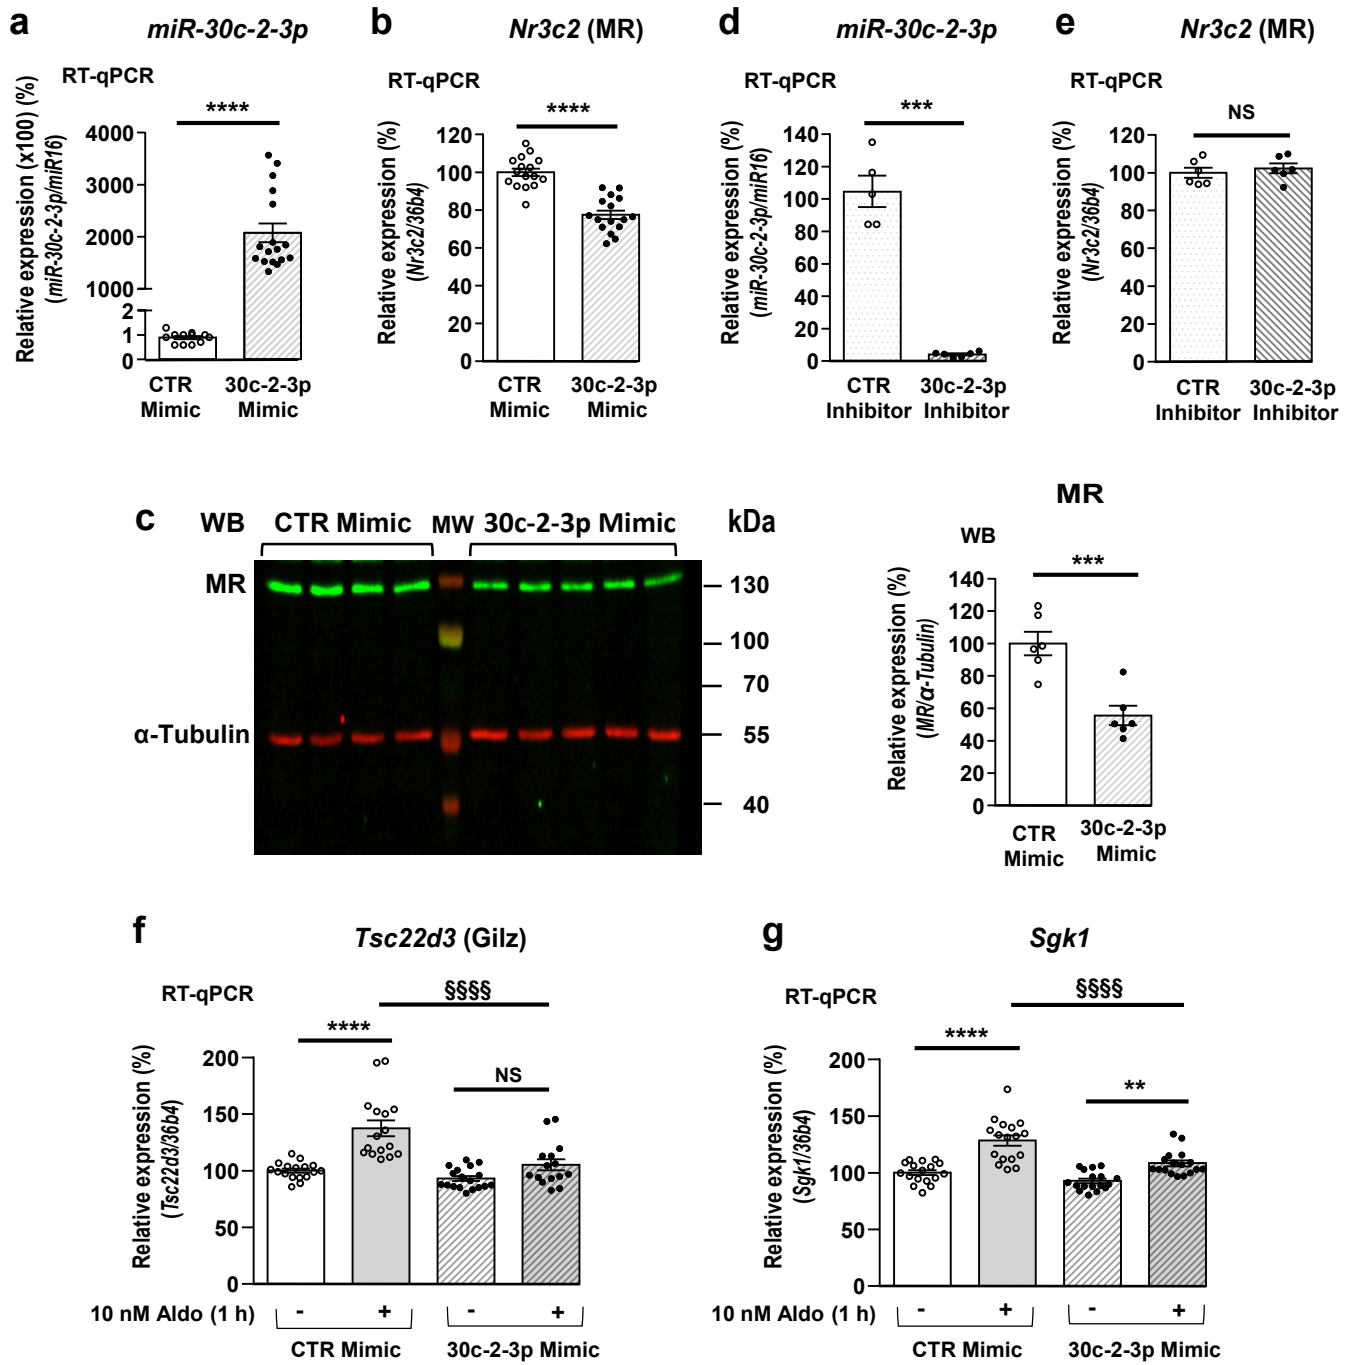 a
miR-30c-2-3p
RT-qPCR
Relative expression (x100) (%)
(miR-30c-2-3p/miR16)
****
4000
3000
2000
1000
2
1
0
CTR
Mimic
30c-2-3p
Mimic
b
Nr3c2 (MR)
RT-qPCR
Relative expression (%)
(Nr3c2/36b4)
****
120
100
80
60
40
20
0
CTR
Mimic
30c-2-3p
Mimic
d
miR-30c-2-3p
RT-qPCR
Relative expression (%)
(miR-30c-2-3p/miR16)
***
140
120
100
80
60
40
20
0
CTR
Inhibitor
30c-2-3p
Inhibitor
e
Nr3c2 (MR)
RT-qPCR
Relative expression (%)
(Nr3c2/36b4)
NS
120
100
80
60
40
20
0
CTR
Inhibitor
30c-2-3p
Inhibitor
c
WB
CTR Mimic
MW
30c-2-3p Mimic
kDa
MR
α-Tubulin
130
100
70
55
40
MR
WB
Relative expression (%)
(MR/α-Tubulin)
***
140
120
100
80
60
40
20
0
CTR
Mimic
30c-2-3p
Mimic
f
Tsc22d3 (Gilz)
RT-qPCR
Relative expression (%)
(Tsc22d3/36b4)
§§§§
****
NS
200
150
100
50
0
10 nM Aldo (1 h) - + - +
CTR Mimic
30c-2-3p Mimic
g
Sgk1
RT-qPCR
Relative expression (%)
(Sgk1/36b4)
§§§§
****
**
200
150
100
50
0
10 nM Aldo (1 h) - + - +
CTR Mimic
30c-2-3p Mimic